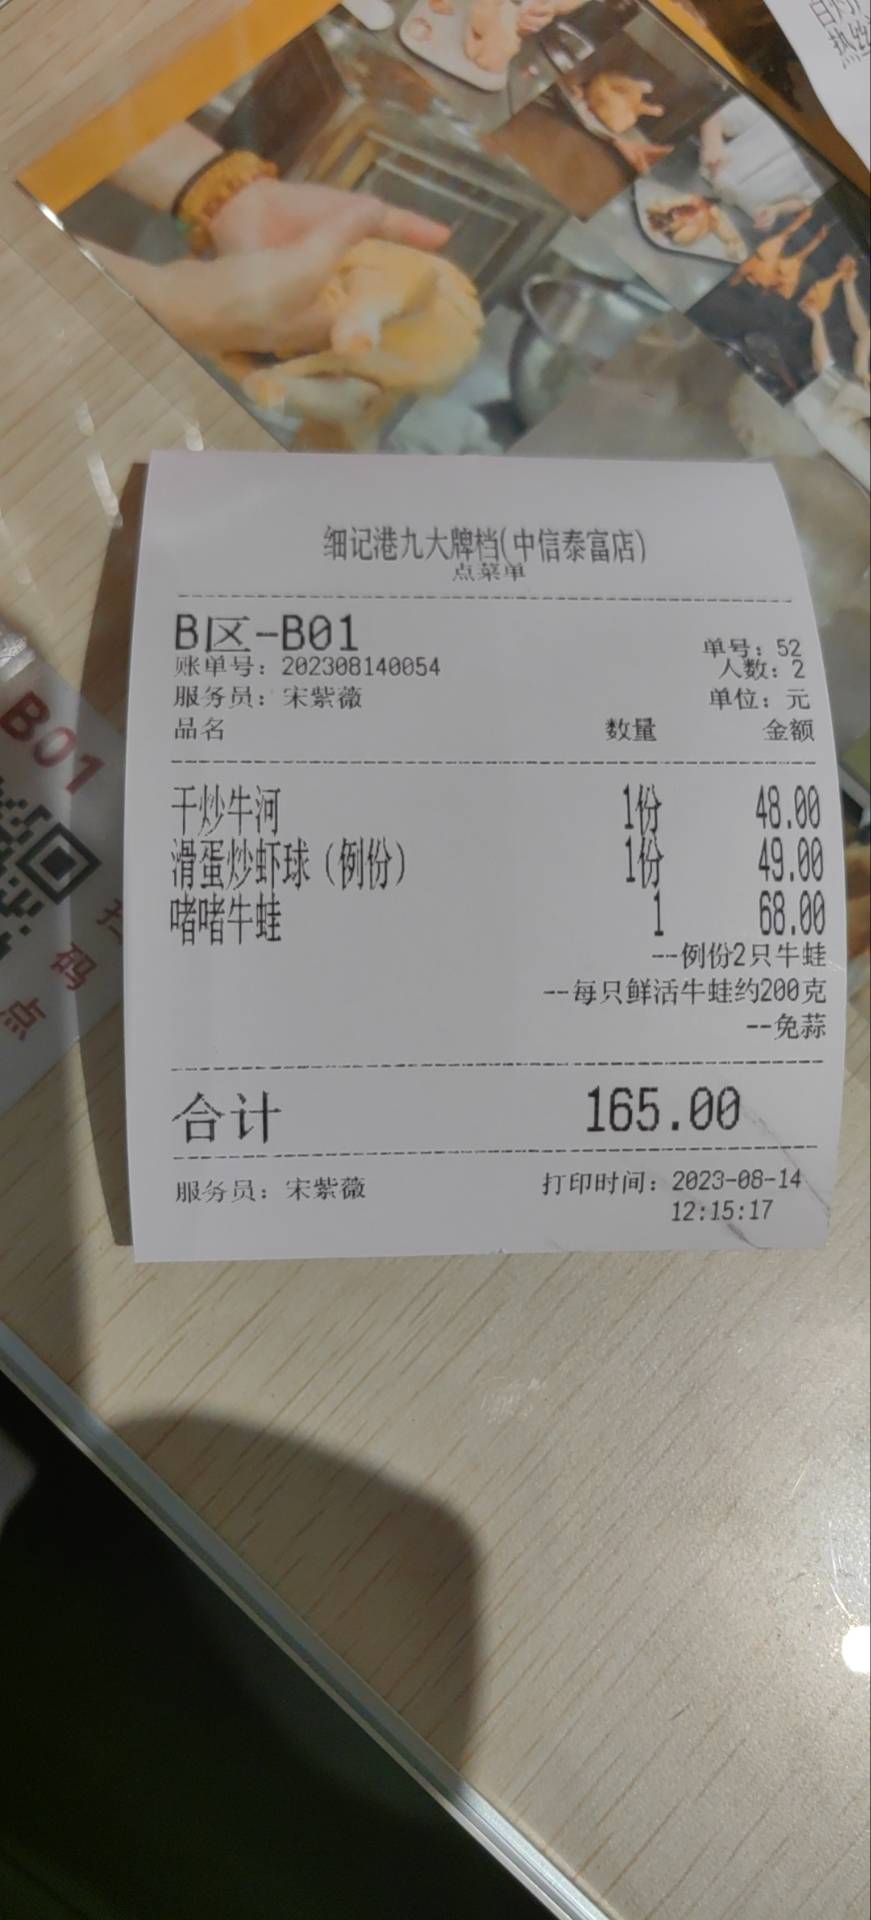 细记港九大牌档(中信泰富店)
点菜单
B区-B01
单号: 52
账单号: 202308140054
人数: 2
服务员: 宋紫薇
单位: 元
品名 数量 金额
干炒牛河 1份 48.00
滑蛋炒虾球(例份) 1份 49.00
啫啫牛蛙 1 68.00
--例份2只牛蛙
--每只鲜活牛蛙约200克
--免蒜
合计 165.00
服务员: 宋紫薇 打印时间: 2023-08-14
12:15:17
B01
扫
码
点